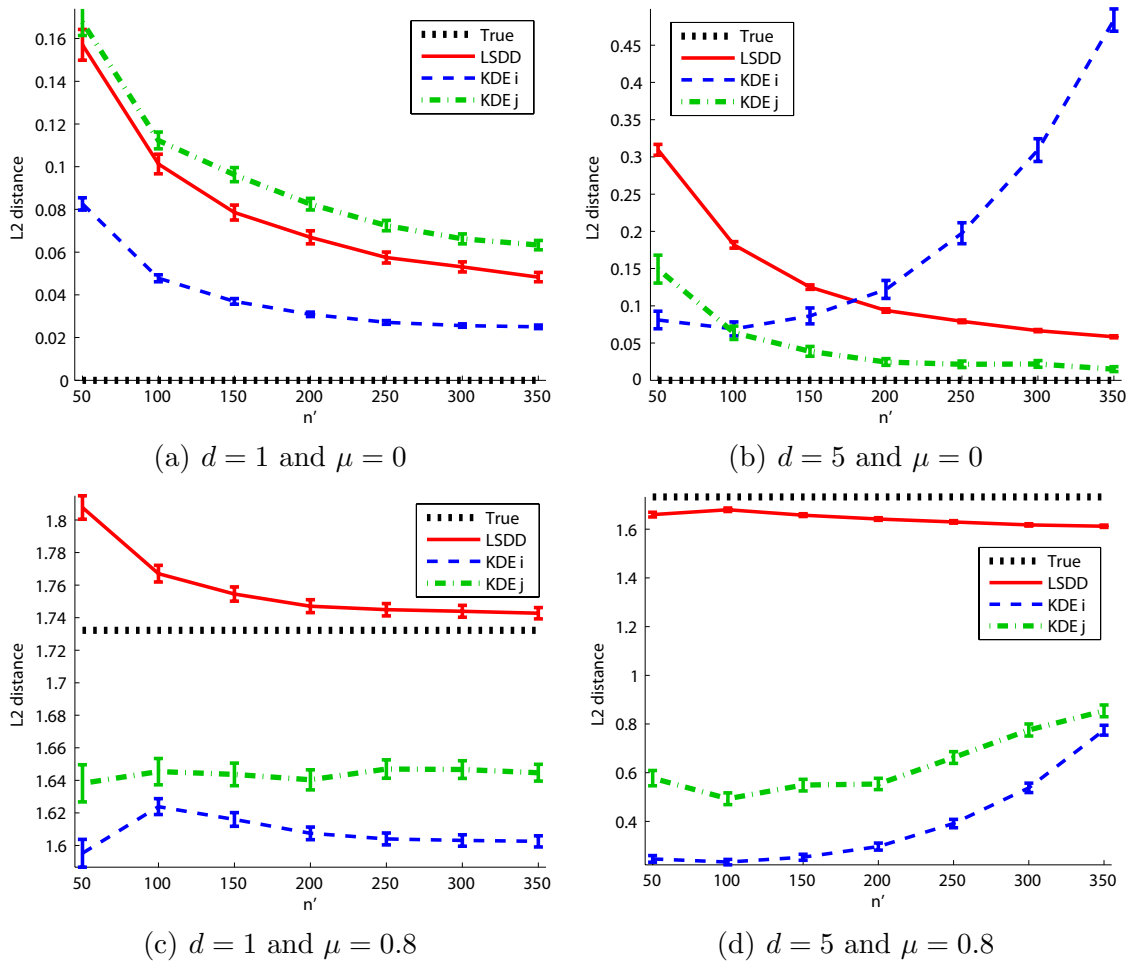 0.16
0.14
0.12
0.1
0.08
0.06
0.04
0.02
0
L2 distance
True
LSDD
KDE i
KDE j
50 100 150 200 250 300 350
n'
(a) d = 1 and μ = 0
0.45
0.4
0.35
0.3
0.25
0.2
0.15
0.1
0.05
0
L2 distance
True
LSDD
KDE i
KDE j
50 100 150 200 250 300 350
n'
(b) d = 5 and μ = 0
1.8
1.78
1.76
1.74
1.72
1.7
1.68
1.66
1.64
1.62
1.6
L2 distance
True
LSDD
KDE i
KDE j
50 100 150 200 250 300 350
n'
(c) d = 1 and μ = 0.8
1.6
1.4
1.2
1
0.8
0.6
0.4
L2 distance
True
LSDD
KDE i
KDE j
50 100 150 200 250 300 350
n'
(d) d = 5 and μ = 0.8